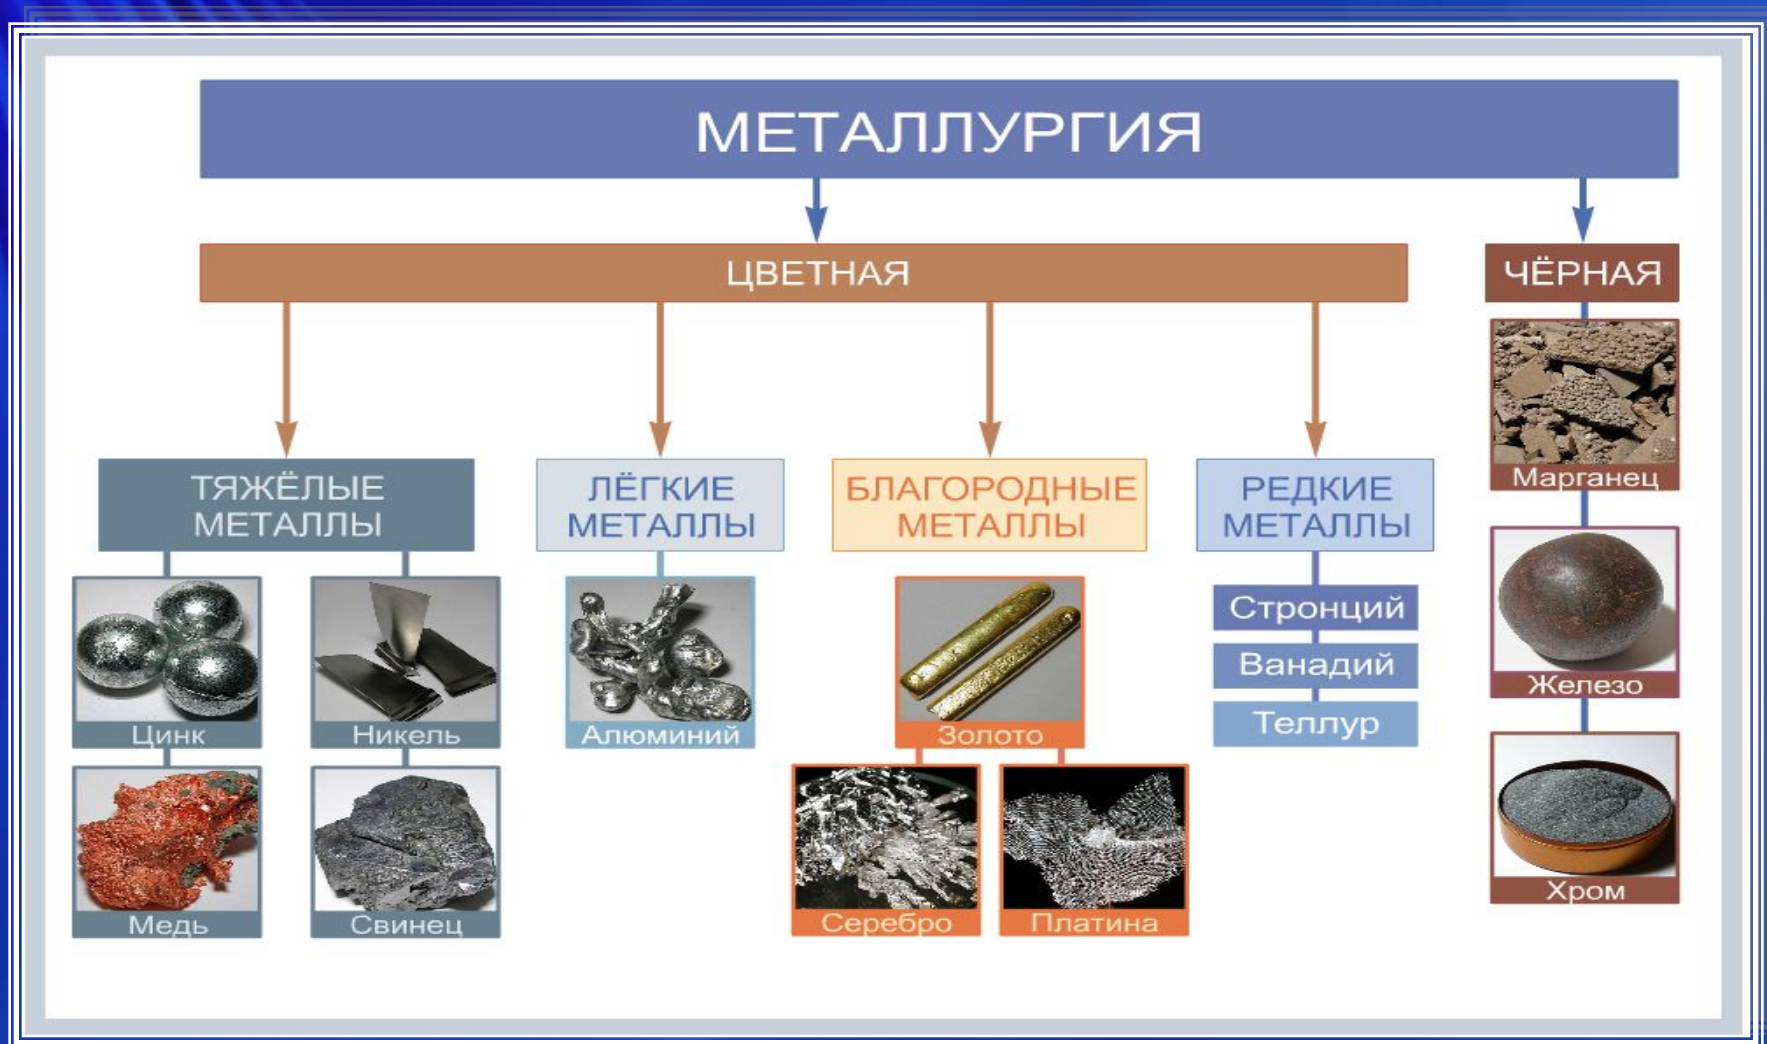 МЕТАЛЛУРГИЯ
ЦВЕТНАЯ
ЧЁРНАЯ
ТЯЖЁЛЫЕ
МЕТАЛЛЫ
ЛЁГКИЕ
МЕТАЛЛЫ
БЛАГОРОДНЫЕ
МЕТАЛЛЫ
РЕДКИЕ
МЕТАЛЛЫ
Цинк
Никель
Медь
Свинец
Алюминий
Золото
Серебро
Платина
Стронций
Ванадий
Теллур
Марганец
Железо
Хром